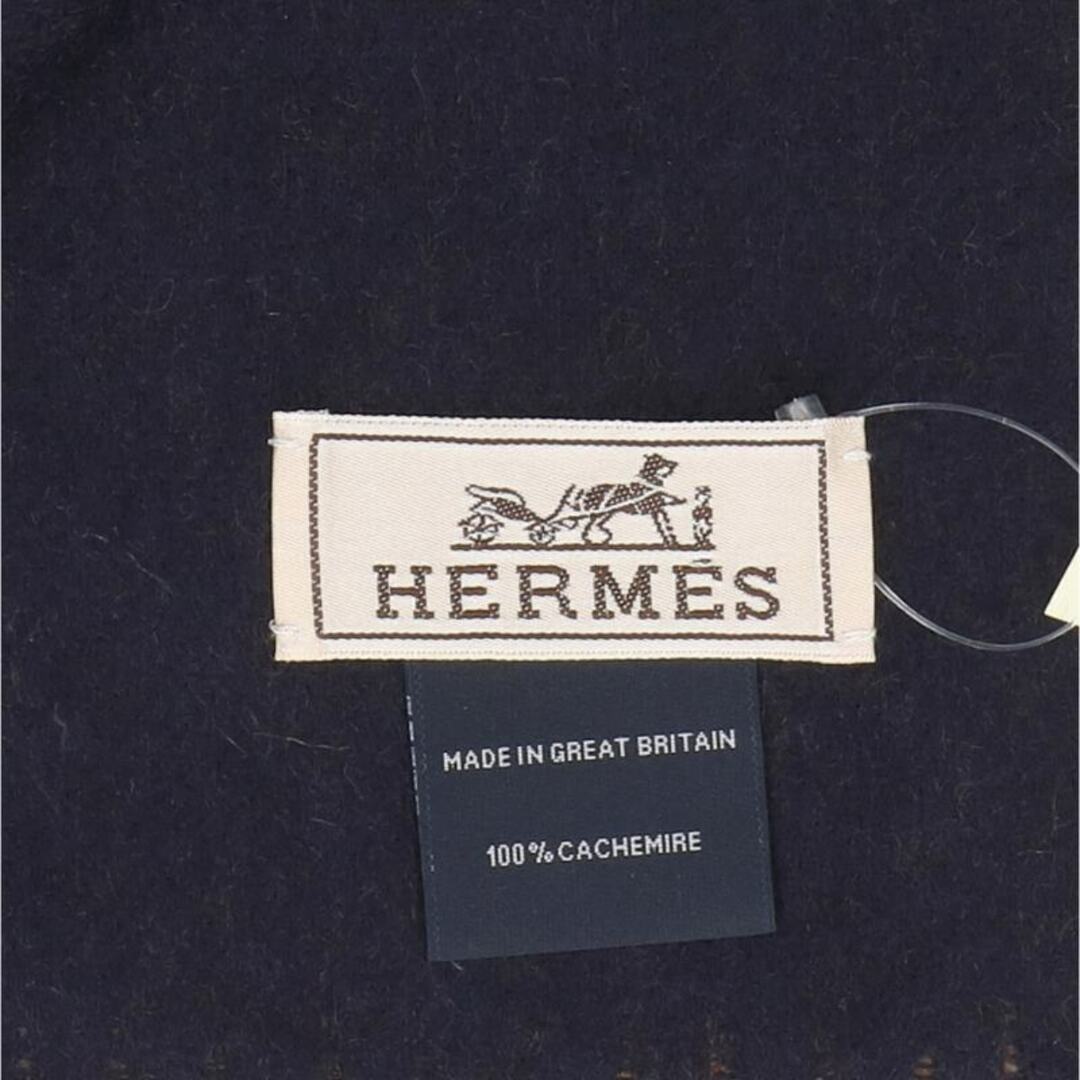 HERMÈS
MADE IN GREAT BRITAIN
100% CACHEMIRE